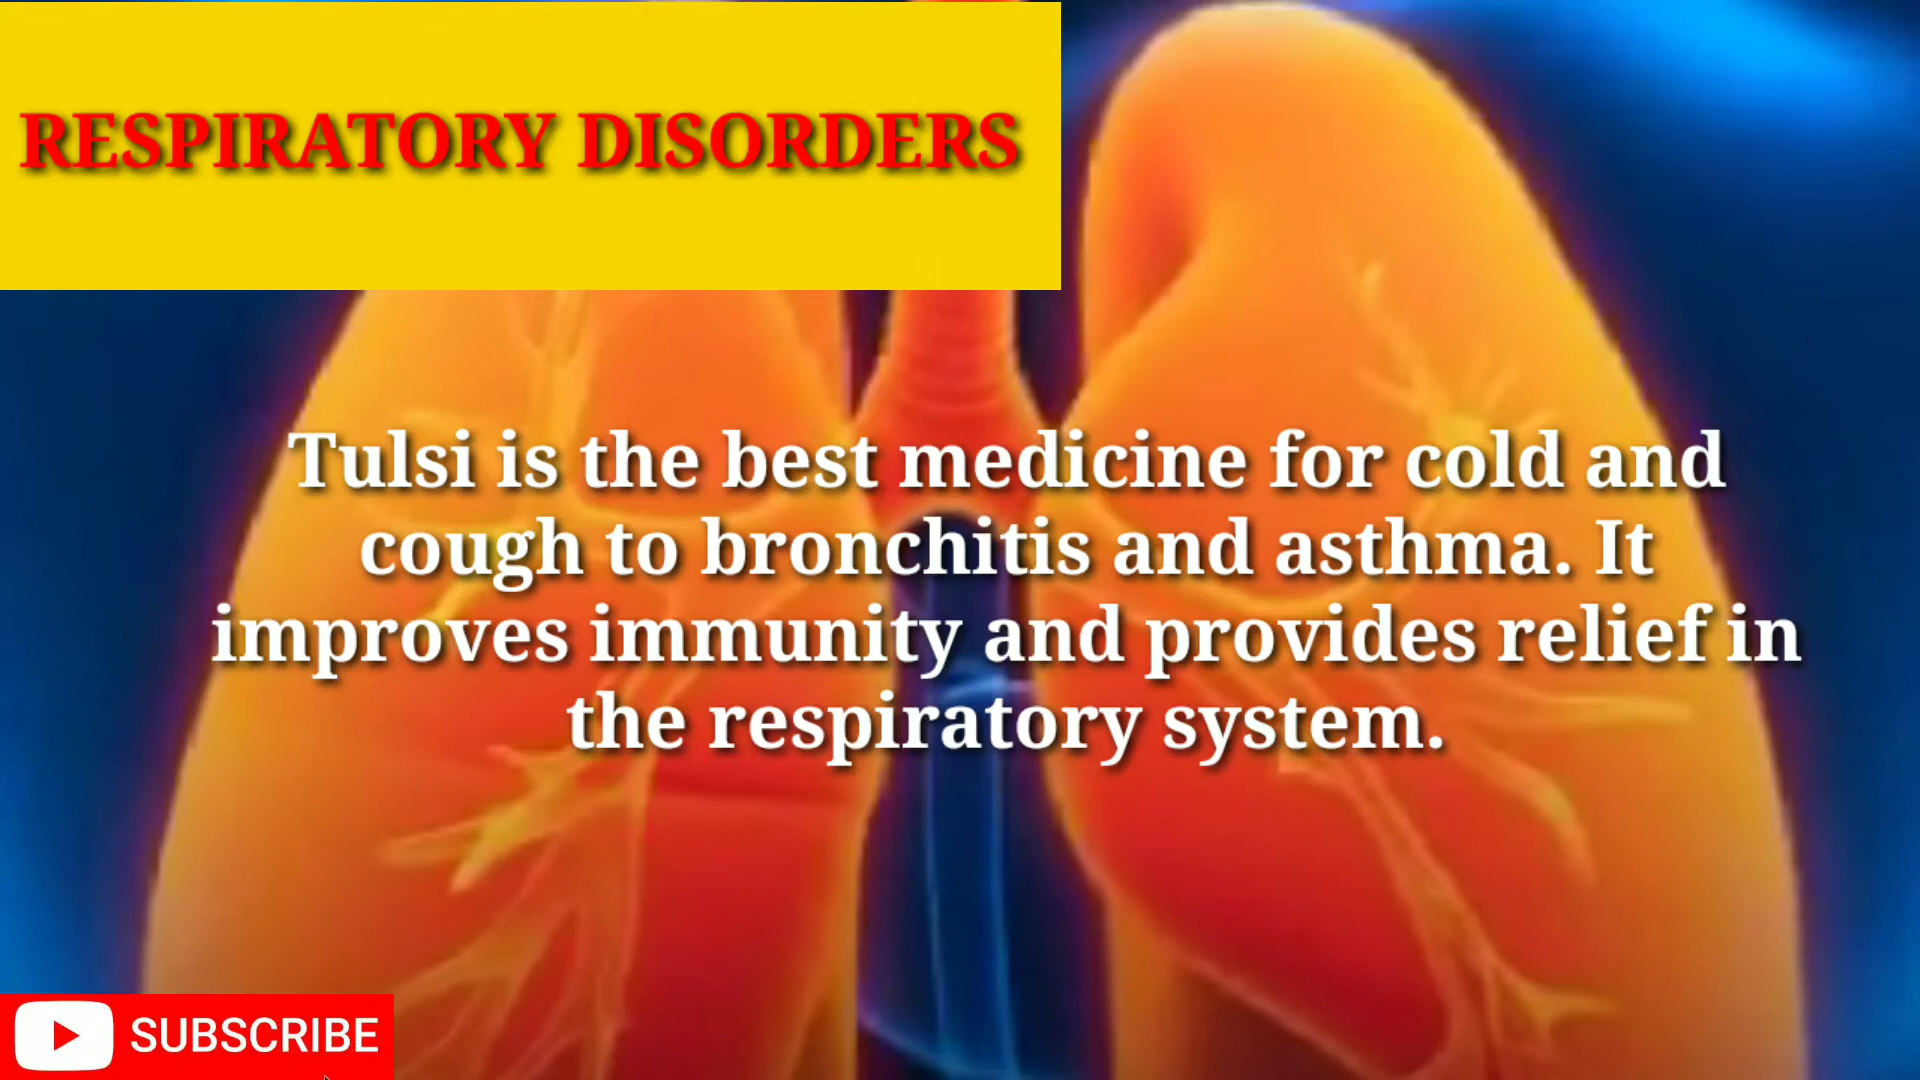 RESPIRATORY DISORDERS
Tulsi is the best medicine for cold and
cough to bronchitis and asthma. It
improves immunity and provides relief in
the respiratory system.
SUBSCRIBE